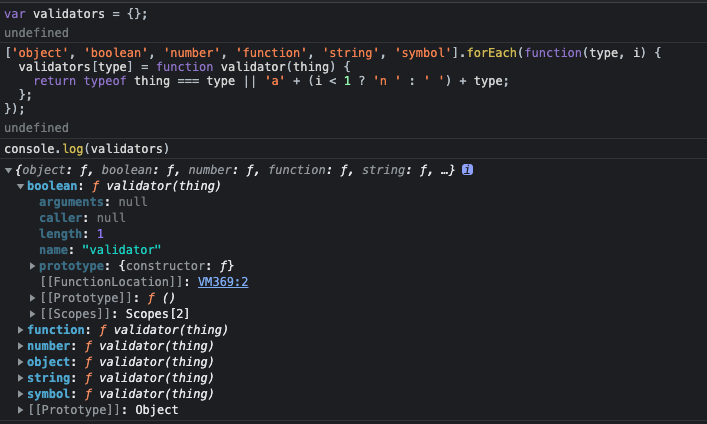 var validators = {};
undefined
['object', 'boolean', 'number', 'function', 'string', 'symbol'].forEach(function(type, i) {
  validators[type] = function validator(thing) {
    return typeof thing === type || 'a' + (i < 1 ? 'n ' : ' ') + type;
  };
});
undefined
console.log(validators)
{object: ƒ, boolean: ƒ, number: ƒ, function: ƒ, string: ƒ, …} i
boolean: ƒ validator(thing)
arguments: null
caller: null
length: 1
name: "validator"
prototype: {constructor: ƒ}
[[FunctionLocation]]: VM369:2
[[Prototype]]: ƒ ()
[[Scopes]]: Scopes[2]
function: ƒ validator(thing)
number: ƒ validator(thing)
object: ƒ validator(thing)
string: ƒ validator(thing)
symbol: ƒ validator(thing)
[[Prototype]]: Object